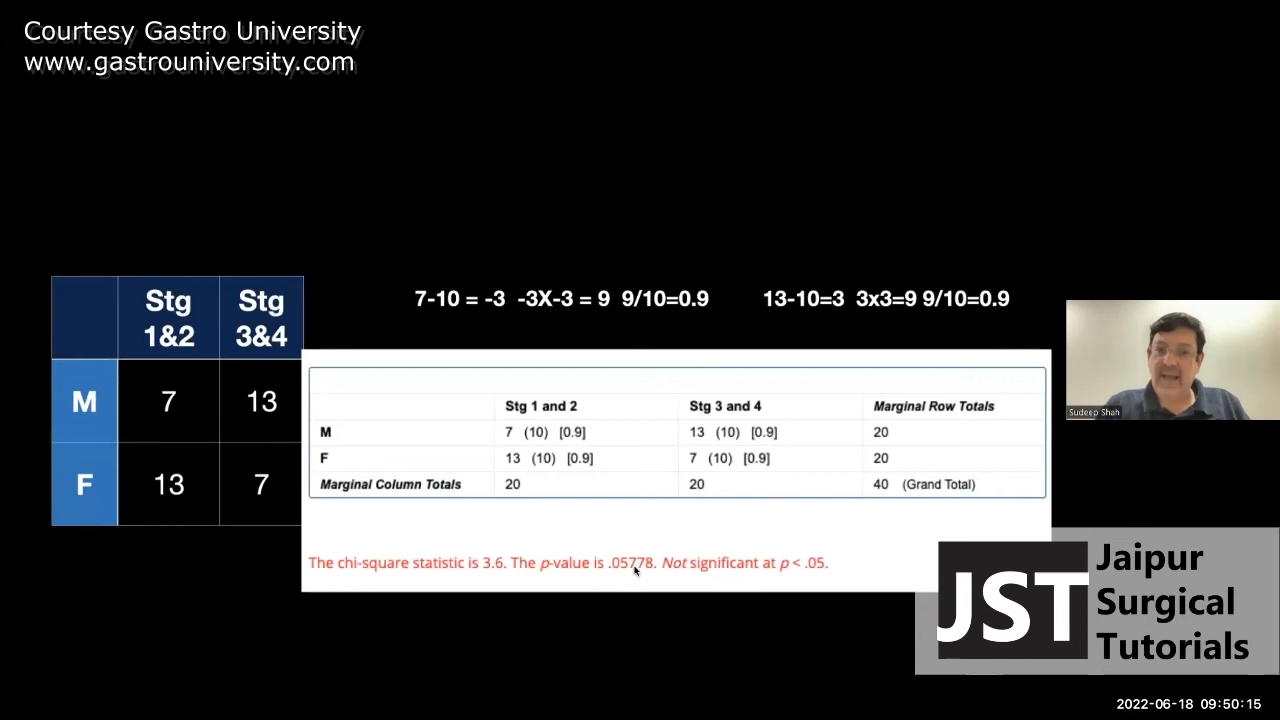 Courtesy Gastro University
www.gastrouniversity.com
Stg 1&2 Stg 3&4
M 7 13
F 13 7
7-10 = -3 -3X-3 = 9 9/10=0.9 13-10=3 3x3=9 9/10=0.9
Stg 1 and 2 Stg 3 and 4 Marginal Row Totals
M 7 (10) [0.9] 13 (10) [0.9] 20
F 13 (10) [0.9] 7 (10) [0.9] 20
Marginal Column Totals 20 20 40 (Grand Total)
The chi-square statistic is 3.6. The p-value is .05778. Not significant at p < .05.
Sudeep Shah
JST
Jaipur
Surgical
Tutorials
2022-06-18 09:50:15